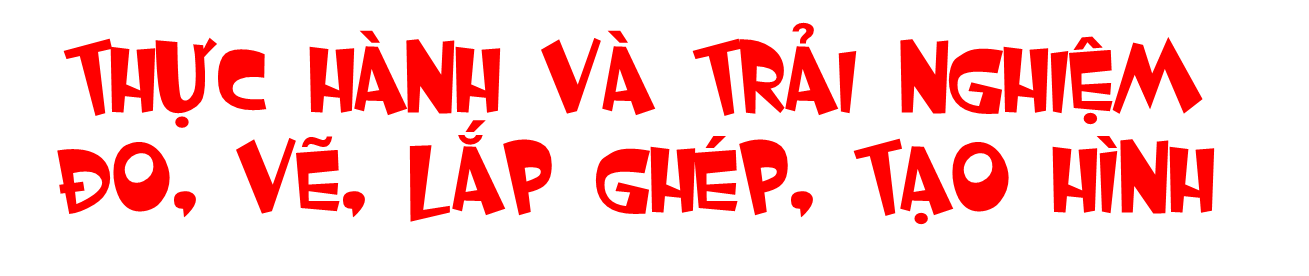 THỰC HÀNH VÀ TRẢI NGHIỆM
ĐO, VẼ, LẮP GHÉP, TẠO HÌNH